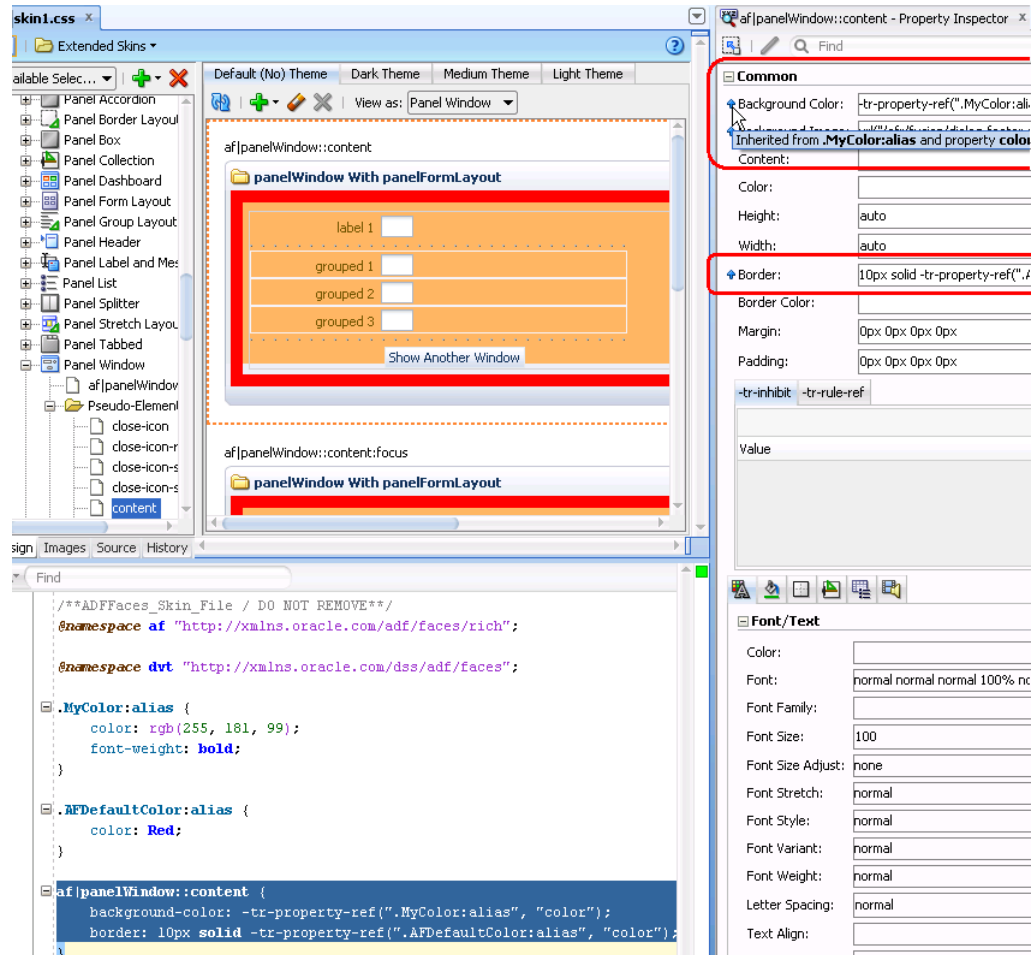 skin1.css x
Extended Skins
ailable Selec...
Panel Accordion
Panel Border Layou
Panel Box
Panel Collection
Panel Dashboard
Panel Form Layout
Panel Group Layout
Panel Header
Panel Label and Mes
Panel List
Panel Splitter
Panel Stretch Layou
Panel Tabbed
Panel Window
af|panelWindow
Pseudo-Element
close-icon
close-icon-r
close-icon-s
close-icon-s
content
Default (No) Theme Dark Theme Medium Theme Light Theme
View as: Panel Window
af|panelWindow::content
panelWindow With panelFormLayout
label 1
grouped 1
grouped 2
grouped 3
Show Another Window
af|panelWindow::content:focus
panelWindow With panelFormLayout
sign Images Source History
Find
/**ADFFaces_Skin_File / DO NOT REMOVE**/
@namespace af "http://xmlns.oracle.com/adf/faces/rich";
@namespace dvt "http://xmlns.oracle.com/dss/adf/faces";
.MyColor:alias {
color: rgb(255, 181, 99);
font-weight: bold;
}
.AFDefaultColor:alias {
color: Red;
}
af|panelWindow::content {
background-color: -tr-property-ref(".MyColor:alias", "color");
border: 10px solid -tr-property-ref(".AFDefaultColor:alias", "color");
}
af|panelWindow::content - Property Inspector x
Find
Common
Background Color: -tr-property-ref(".MyColor:ali
Inherited from .MyColor:alias and property colo
Content:
Color:
Height: auto
Width: auto
Border: 10px solid -tr-property-ref(".A
Border Color:
Margin: 0px 0px 0px 0px
Padding: 0px 0px 0px 0px
-tr-inhibit -tr-rule-ref
Value
Font/Text
Color:
Font: normal normal normal 100% no
Font Family:
Font Size: 100
Font Size Adjust: none
Font Stretch: normal
Font Style: normal
Font Variant: normal
Font Weight: normal
Letter Spacing: normal
Text Align: